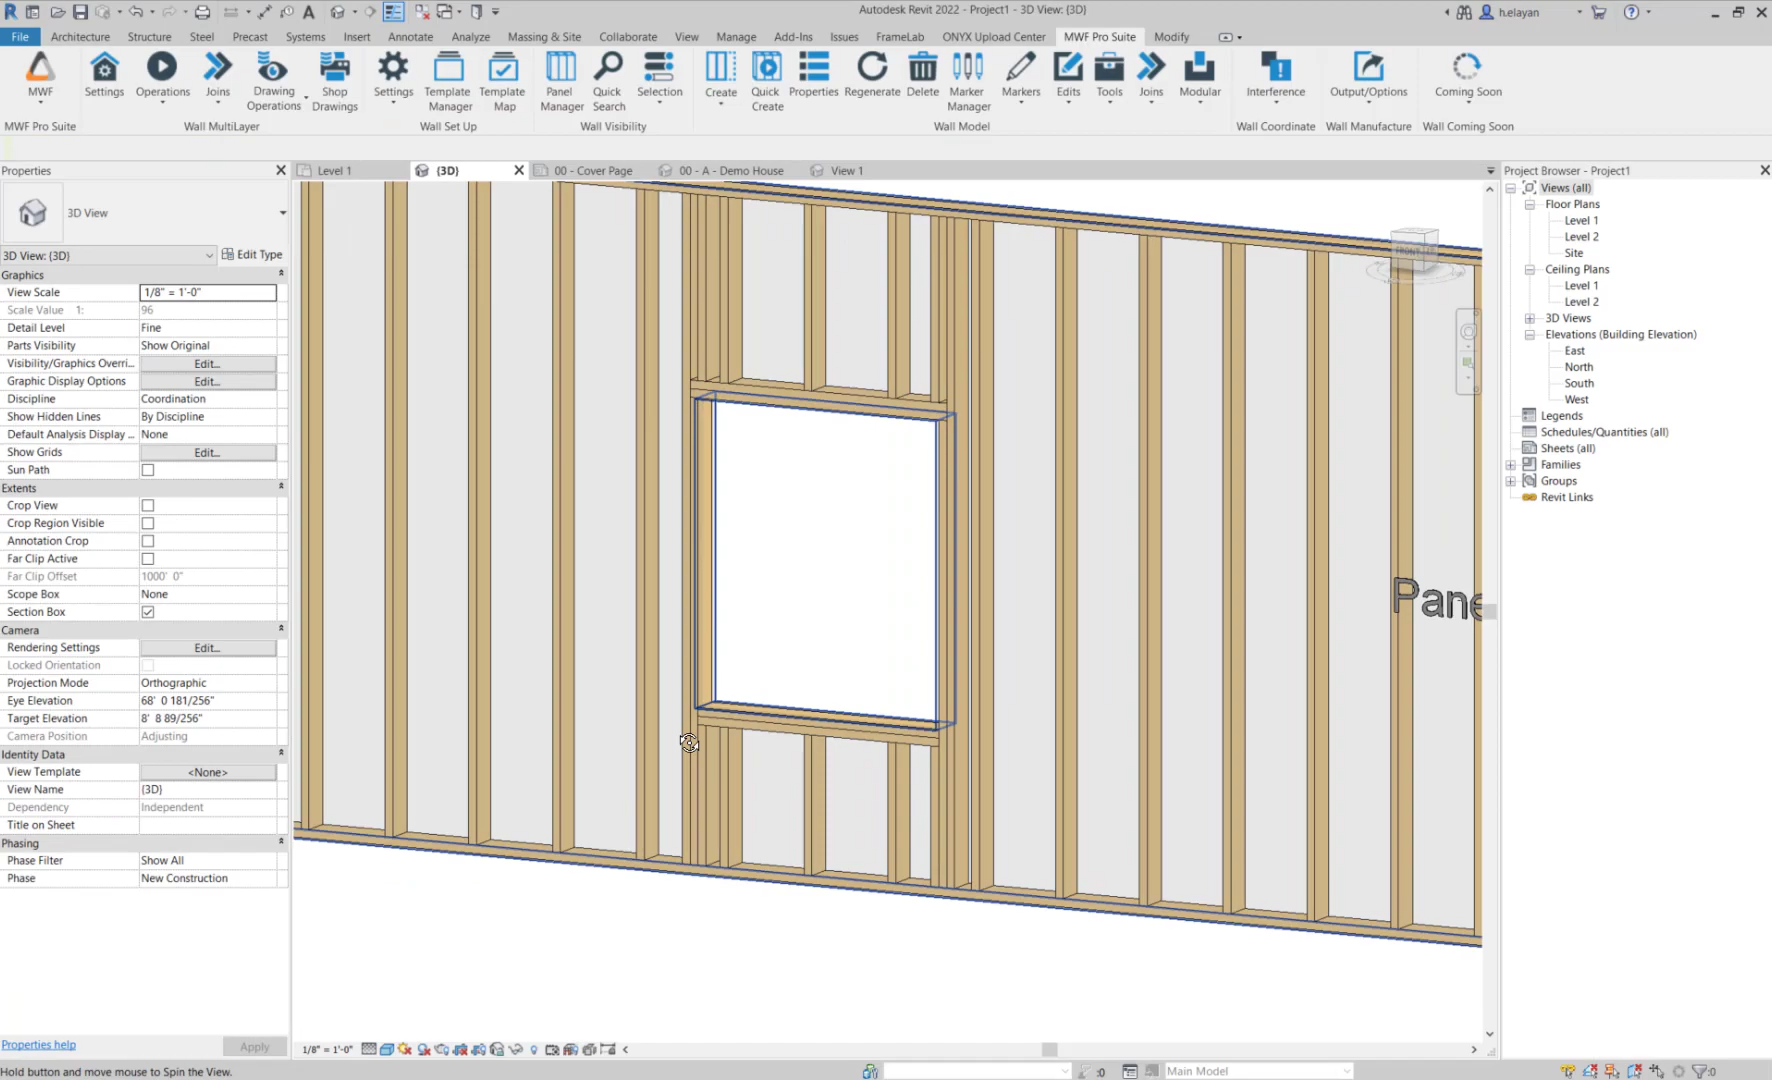 Autodesk Revit 2022 - Project1 - 3D View: {3D}
h.elayan
File Architecture Structure Steel Precast Systems Insert Annotate Analyze Massing & Site Collaborate View Manage Add-Ins Issues FrameLab ONYX Upload Center MWF Pro Suite Modify
MWF
Settings
Operations
Joins
Drawing Operations
Shop Drawings
Settings
Template Manager
Template Map
Panel Manager
Quick Search
Selection
Create
Quick Create
Properties
Regenerate
Delete
Marker Manager
Markers
Edits
Tools
Joins
Modular
Interference
Output/Options
Coming Soon
MWF Pro Suite
Wall MultiLayer
Wall Set Up
Wall Visibility
Wall Model
Wall Coordinate
Wall Manufacture
Wall Coming Soon
Properties
3D View
3D View: {3D}
Edit Type
Graphics
View Scale 1/8" = 1'-0"
Scale Value 1: 96
Detail Level Fine
Parts Visibility Show Original
Visibility/Graphics Overri... Edit...
Graphic Display Options Edit...
Discipline Coordination
Show Hidden Lines By Discipline
Default Analysis Display ... None
Show Grids Edit...
Sun Path
Extents
Crop View
Crop Region Visible
Annotation Crop
Far Clip Active
Far Clip Offset 1000' 0"
Scope Box None
Section Box
Camera
Rendering Settings Edit...
Locked Orientation
Projection Mode Orthographic
Eye Elevation 68' 0 181/256"
Target Elevation 8' 8 89/256"
Camera Position Adjusting
Identity Data
View Template <None>
View Name {3D}
Dependency Independent
Title on Sheet
Phasing
Phase Filter Show All
Phase New Construction
Properties help
Apply
Level 1
{3D}
00 - Cover Page
00 - A - Demo House
View 1
FRONT
Pane
Project Browser - Project1
Views (all)
Floor Plans
Level 1
Level 2
Site
Ceiling Plans
Level 1
Level 2
3D Views
Elevations (Building Elevation)
East
North
South
West
Legends
Schedules/Quantities (all)
Sheets (all)
Families
Groups
Revit Links
1/8" = 1'-0"
Hold button and move mouse to Spin the View.
:0
Main Model
:0